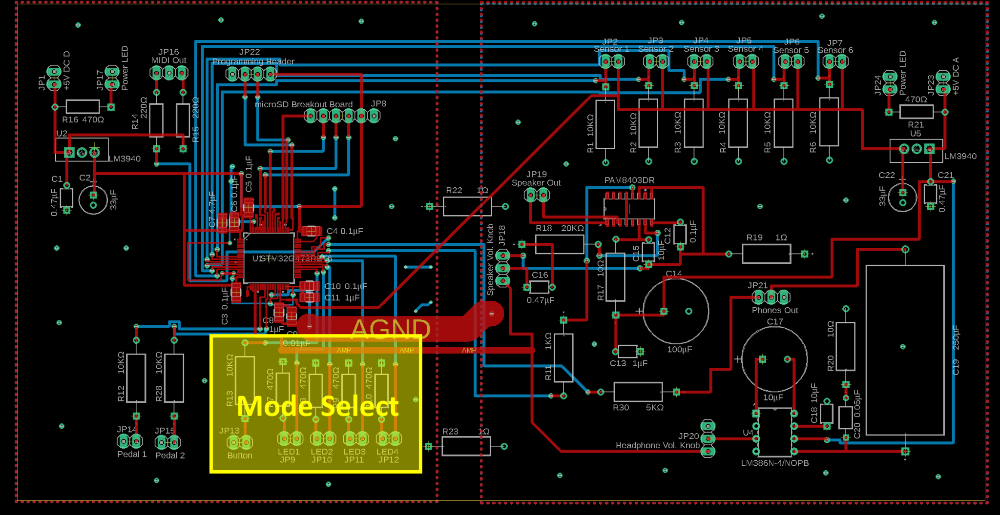 JP1
+5V DC D
JP17
Power LED
JP16
MIDI Out
JP22
Programming Header
JP2
Sensor 1
JP3
Sensor 2
JP4
Sensor 3
JP5
Sensor 4
JP6
Sensor 5
JP7
Sensor 6
JP24
Power LED
JP23
+5V DC A
microSD Breakout Board
JP8
R16 470Ω
R14
220Ω
R15
220Ω
R1
10KΩ
R2
10KΩ
R3
10KΩ
R4
10KΩ
R5
10KΩ
R6
10KΩ
470Ω
R21
U2
LM3940
U5
LM3940
C1
0.47µF
C2
33µF
C5 0.1µF
C6 0.1µF
C7 4.7µF
C4 0.1µF
C22
33µF
C21
0.47µF
R22
1Ω
JP19
Speaker Out
PAM8403DR
R18
20KΩ
C12
0.1µF
C15
10µF
R19
1Ω
Speaker Vol. Knob
JP18
U1
C10 0.1µF
C11 1µF
C3 0.1µF
C16
0.47µF
R17
10Ω
C14
100µF
JP21
Phones Out
C8
1µF
0.01µF
AGND
AMP
AMP
AMP
C17
10µF
R20
10Ω
C19
250µF
R12
10KΩ
R28
10KΩ
R13
10KΩ
470Ω
470Ω
470Ω
470Ω
Mode Select
R11
1KΩ
C13
1µF
R30
5KΩ
C18
10µF
C20
0.05µF
JP14
Pedal 1
JP15
Pedal 2
JP13
Button
LED1
JP9
LED2
JP10
LED3
JP11
LED4
JP12
R23
1Ω
JP20
Headphone Vol. Knob
U4
LM386N-4/NOPB